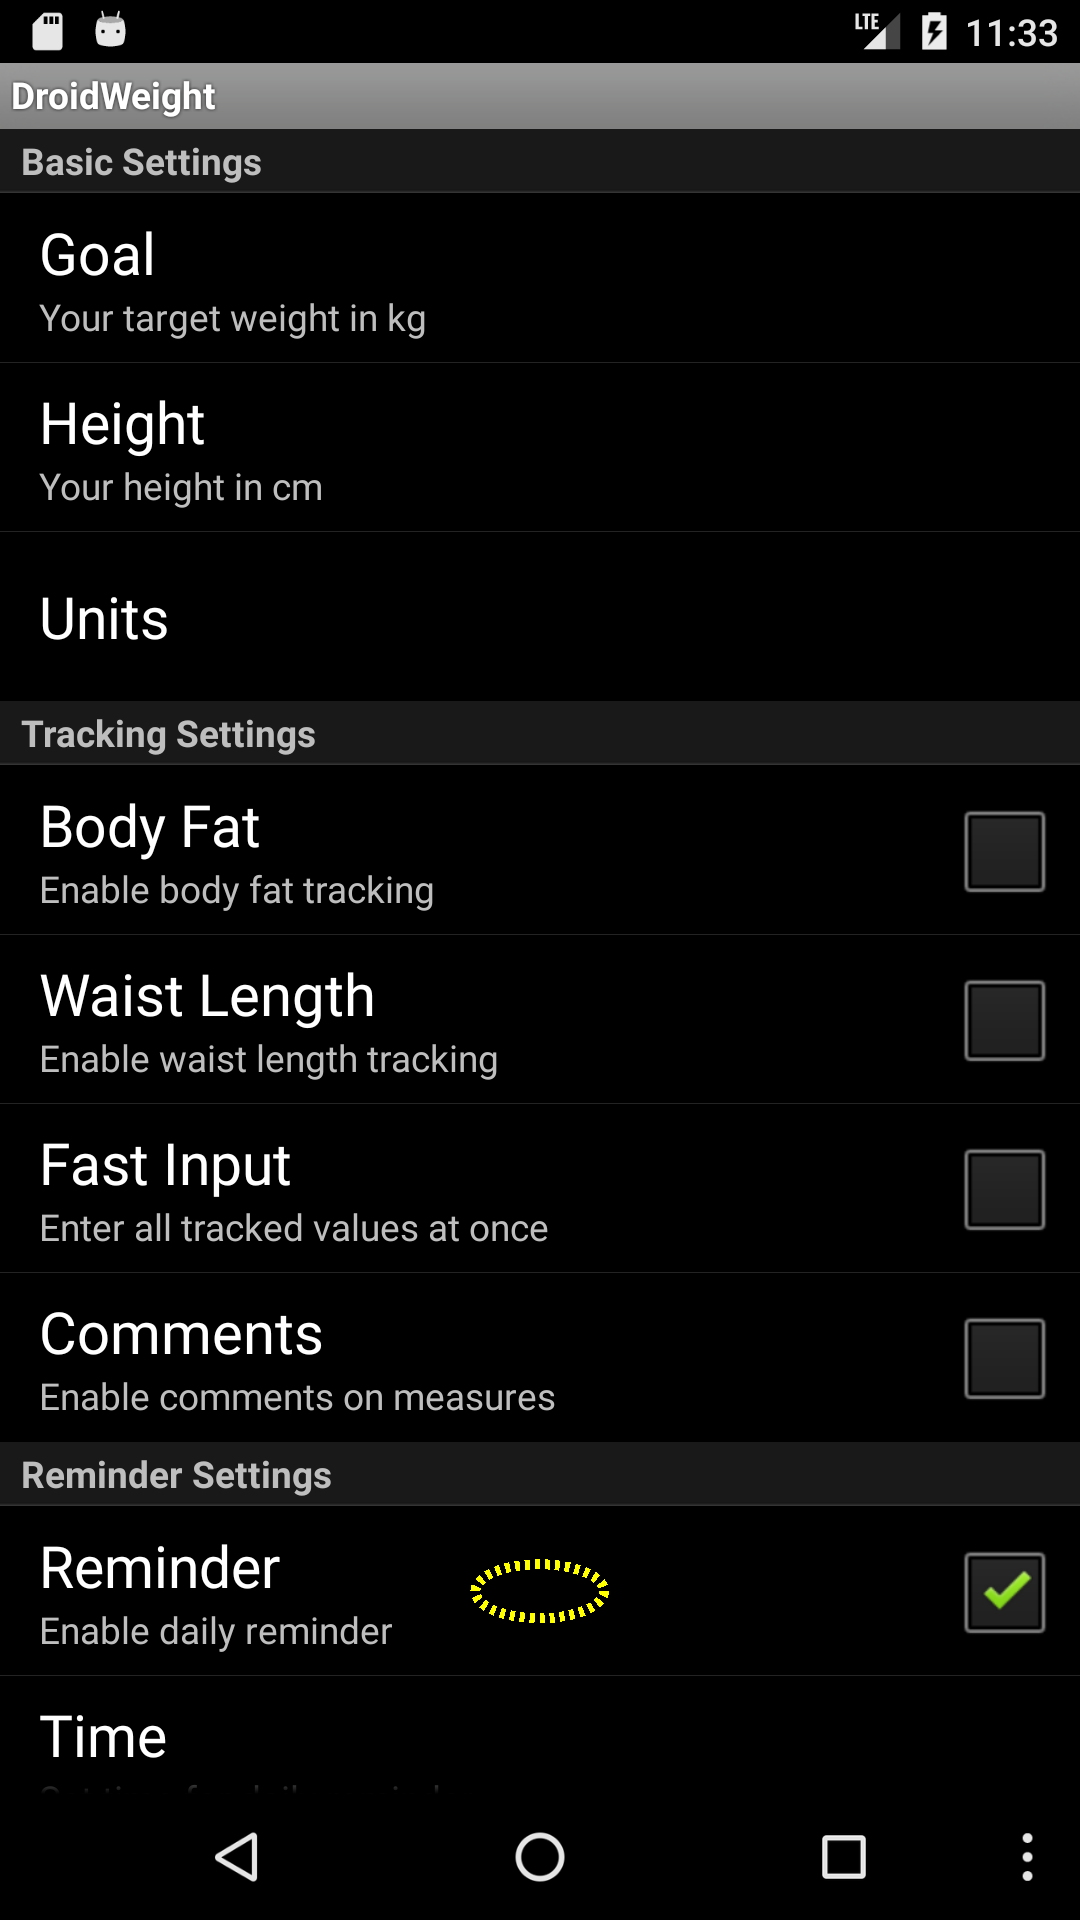 LTE 11:33
DroidWeight
Basic Settings
Goal
Your target weight in kg
Height
Your height in cm
Units
Tracking Settings
Body Fat
Enable body fat tracking
Waist Length
Enable waist length tracking
Fast Input
Enter all tracked values at once
Comments
Enable comments on measures
Reminder Settings
Reminder
Enable daily reminder
Time